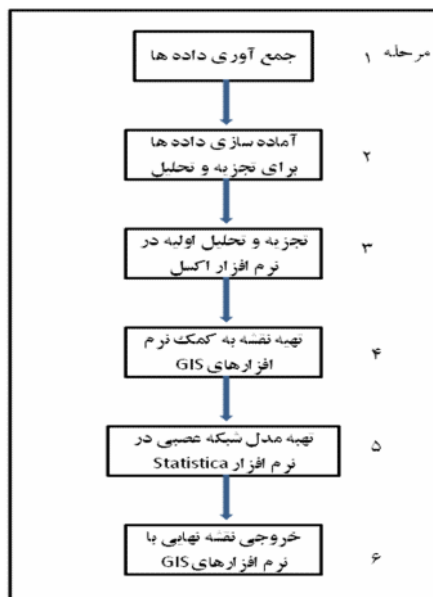 مرحله ۱
جمع آوری داده ها
۲
آماده سازی داده ها
برای تجزیه و تحلیل
۳
تجزیه و تحلیل اولیه در
نرم افزار اکسل
۴
تهیه نقشه به کمک نرم
افزارهای GIS
۵
تهیه مدل شبکه عصبی در
نرم افزار Statistica
۶
خروجی نقشه نهایی با
نرم افزارهای GIS